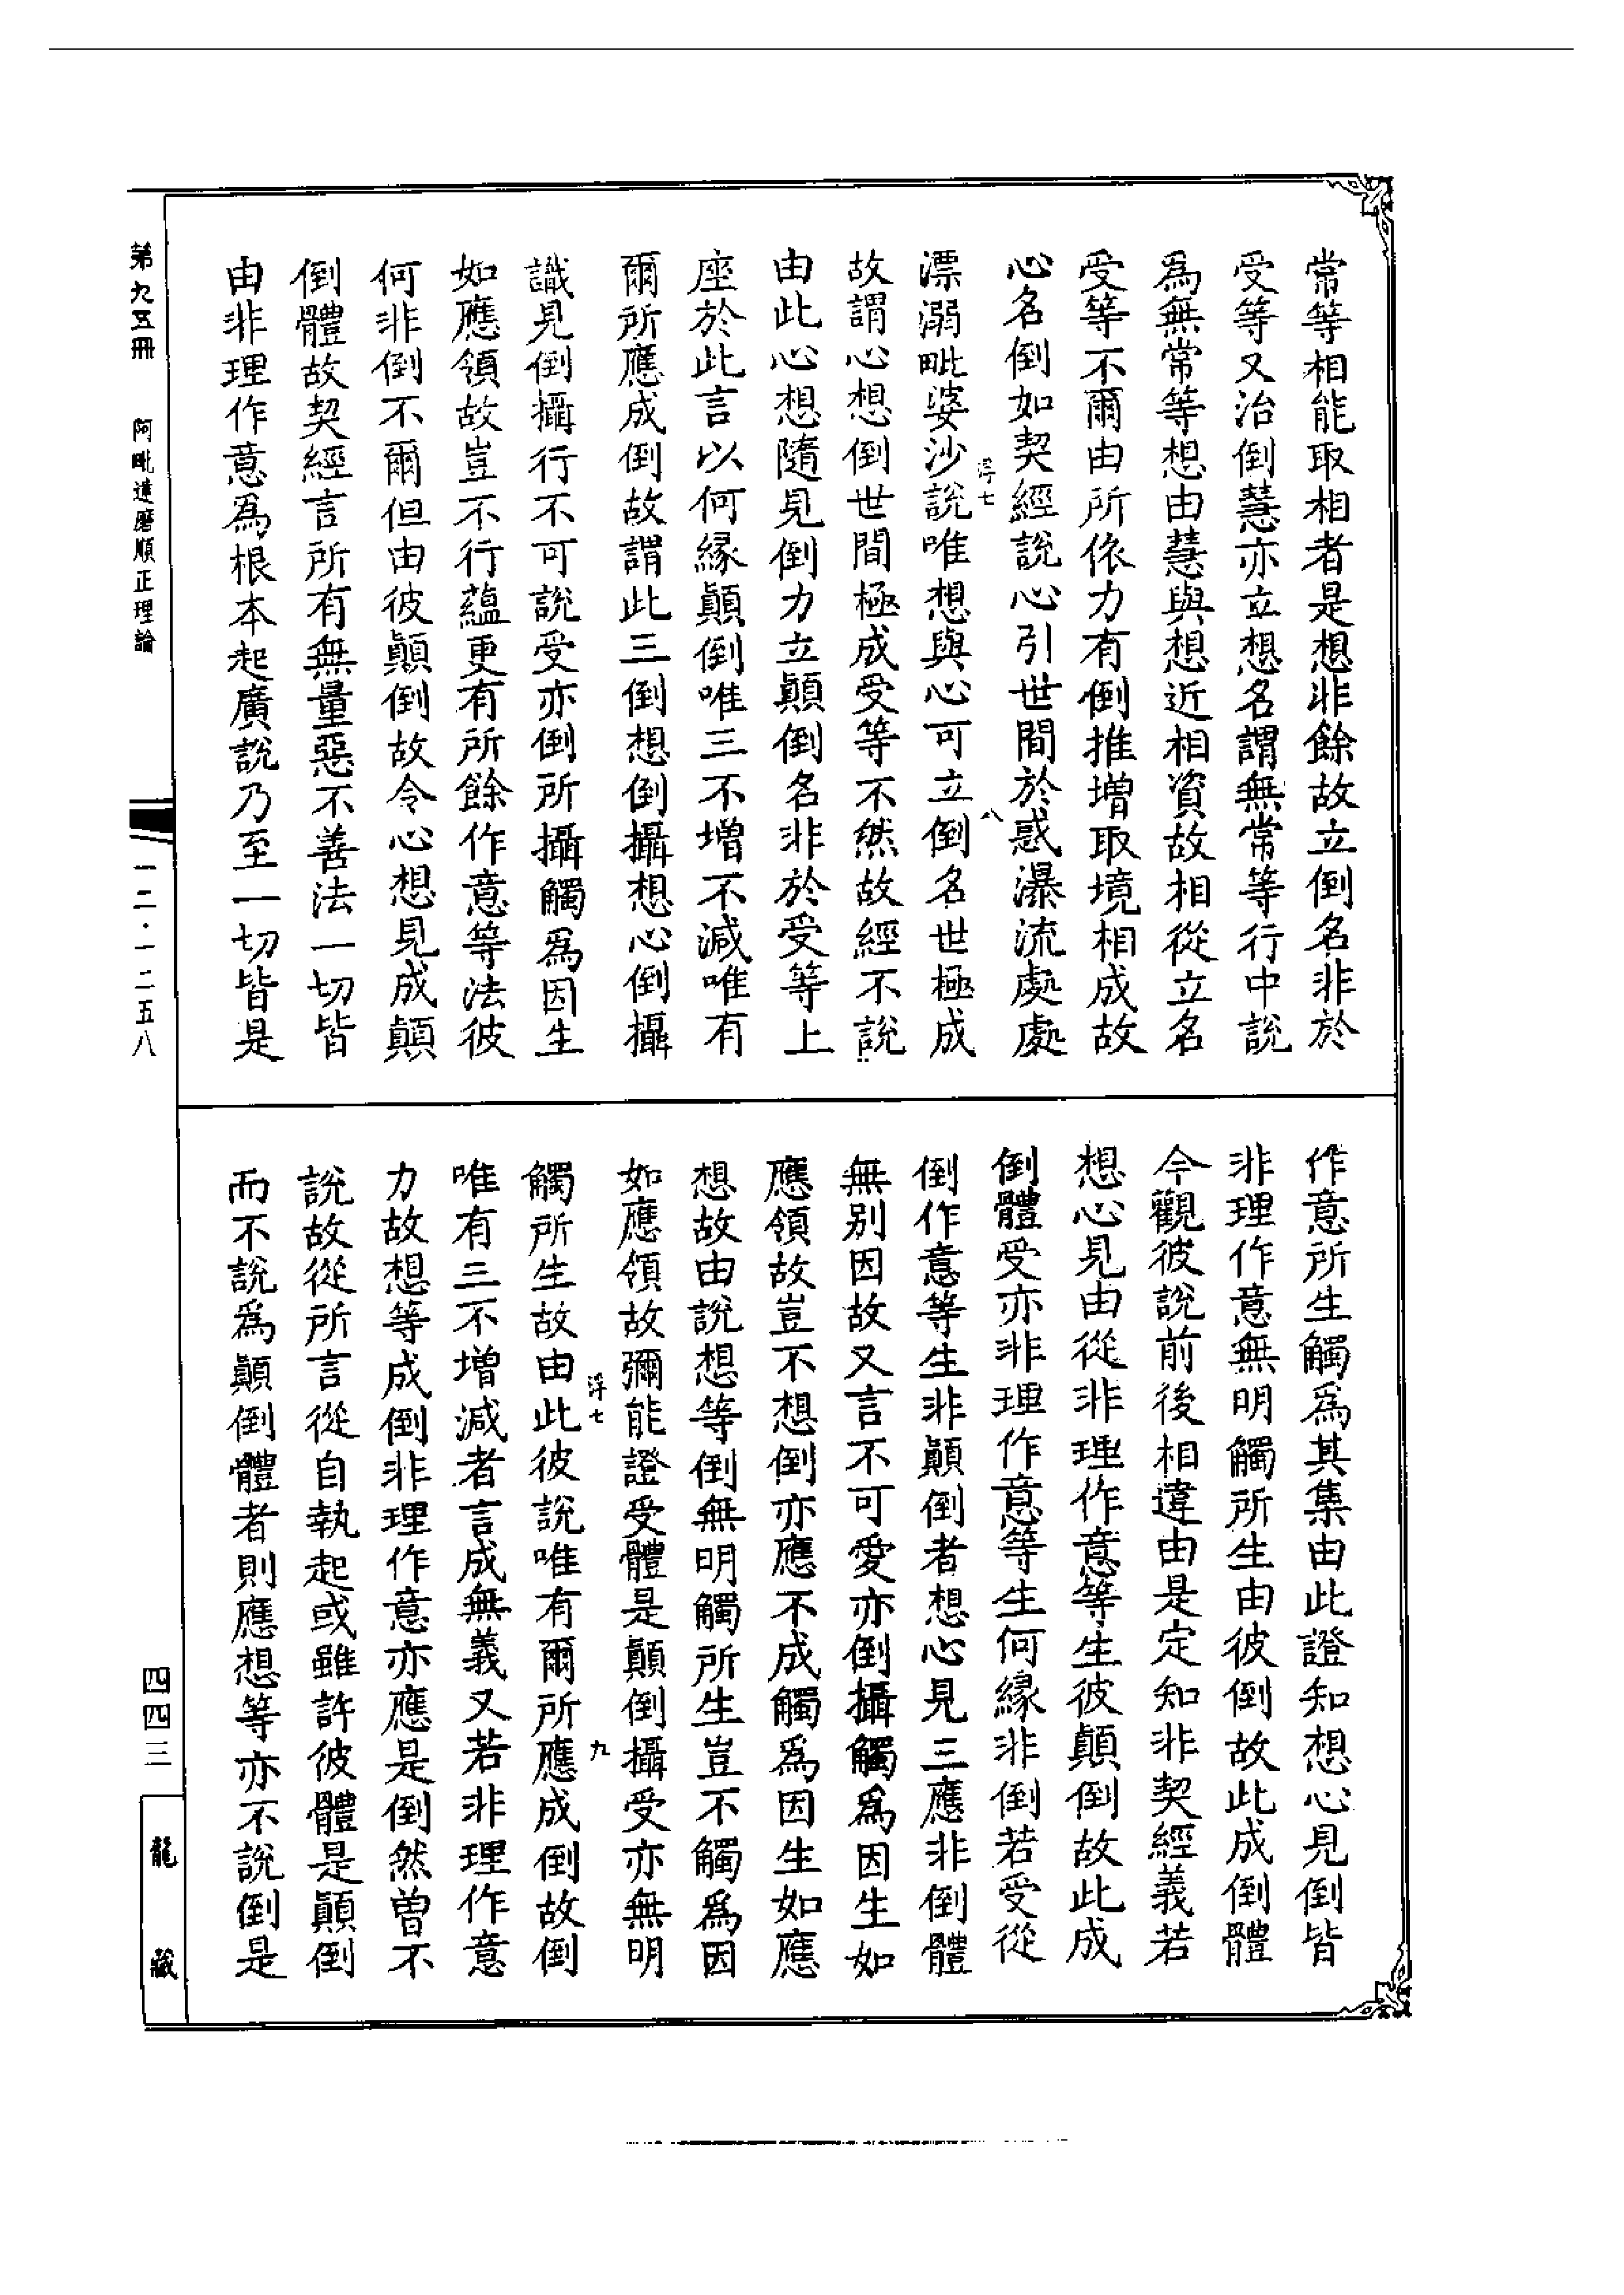 常等相能取相者是想非餘故立倒名非於
受等又治倒慧亦立想名謂無常等行中說
爲無常等想由慧與想近相資故相從立名
受等不爾由所依力有倒推增取境相成故
心名倒如契經說心引世間於惑瀑流處處
浮七
八
漂溺毗婆沙說唯想與心可立倒名世極成
故謂心想倒世間極成受等不然故經不說
由此心想隨見倒力立顚倒名非於受等上
座於此言以何緣顚倒唯三不增不減唯有
爾所應成倒故謂此三倒想倒攝想心倒攝
識見倒攝行不可說受亦倒所攝觸爲因生
如應領故豈不行蘊更有所餘作意等法彼
何非倒不爾但由彼顚倒故令心想見成顚
倒體故契經言所有無量惡不善法一切皆
由非理作意爲根本起廣說乃至一切皆是
作意所生觸爲其集由此證知想心見倒皆
非理作意無明觸所生由彼倒故此成倒體
今觀彼說前後相違由是定知非契經義若
想心見由從非理作意等生彼顚倒故此成
倒體受亦非理作意等生何緣非倒若受從
倒作意等生非顚倒者想心見三應非倒體
無別因故又言不可愛亦倒攝觸爲因生如
應領故豈不想倒亦應不成觸爲因生如應
想故由說想等倒無明觸所生豈不觸爲因
如應領故彌能證受體是顚倒攝受亦無明
浮七
九
觸所生故由此彼說唯有爾所應成倒故倒
唯有三不增減者言成無義又若非理作意
力故想等成倒非理作意亦應是倒然曾不
說故從所言從自執起或雖許彼體是顚倒
而不說爲顚倒體者則應想等亦不說倒是
第九五冊
阿毗達磨順正理論
一二·一二五八
四四三
龍藏